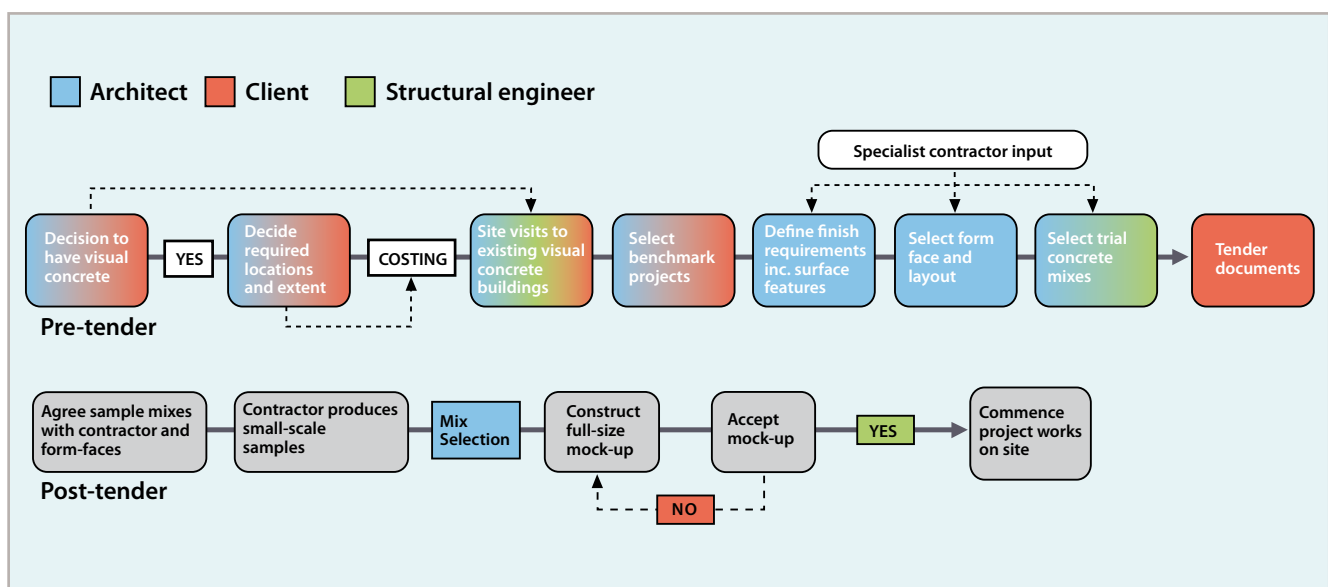 Architect
Client
Structural engineer
Specialist contractor input
Decision to
have visual
concrete
YES
Decide
required
locations
and extent
COSTING
Site visits to
existing visual
concrete
buildings
Select
benchmark
projects
Define finish
requirements
inc. surface
features
Select form
face and
layout
Select trial
concrete
mixes
Tender
documents
Pre-tender
Agree sample mixes
with contractor and
form-faces
Contractor produces
small-scale
samples
Mix
Selection
Construct
full-size
mock-up
Accept
mock-up
YES
Commence
project works
on site
NO
Post-tender